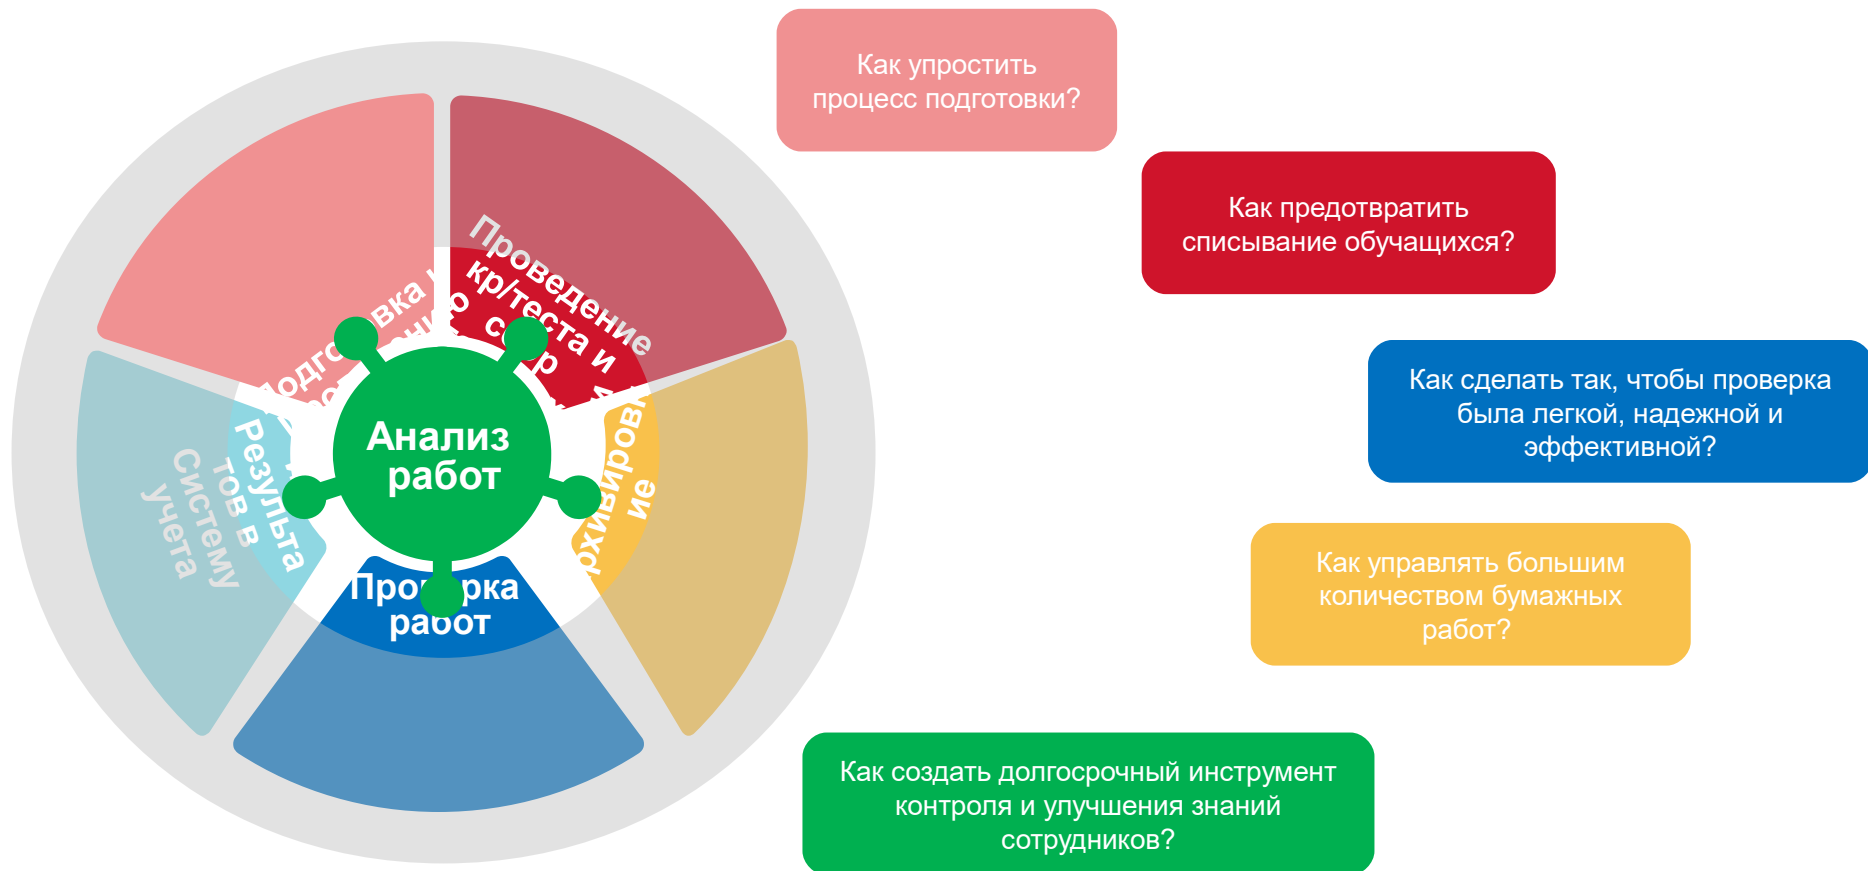 Как упростить
процесс подготовки?
Как предотвратить
списывание обучащихся?
Как сделать так, чтобы проверка
была легкой, надежной и
эффективной?
Как управлять большим
количеством бумажных
работ?
Как создать долгосрочный инструмент
контроля и улучшения знаний
сотрудников?
Проведение
кр/теста и
Результа
тов в
Систему
учета
Анализ
работ
работ
ие